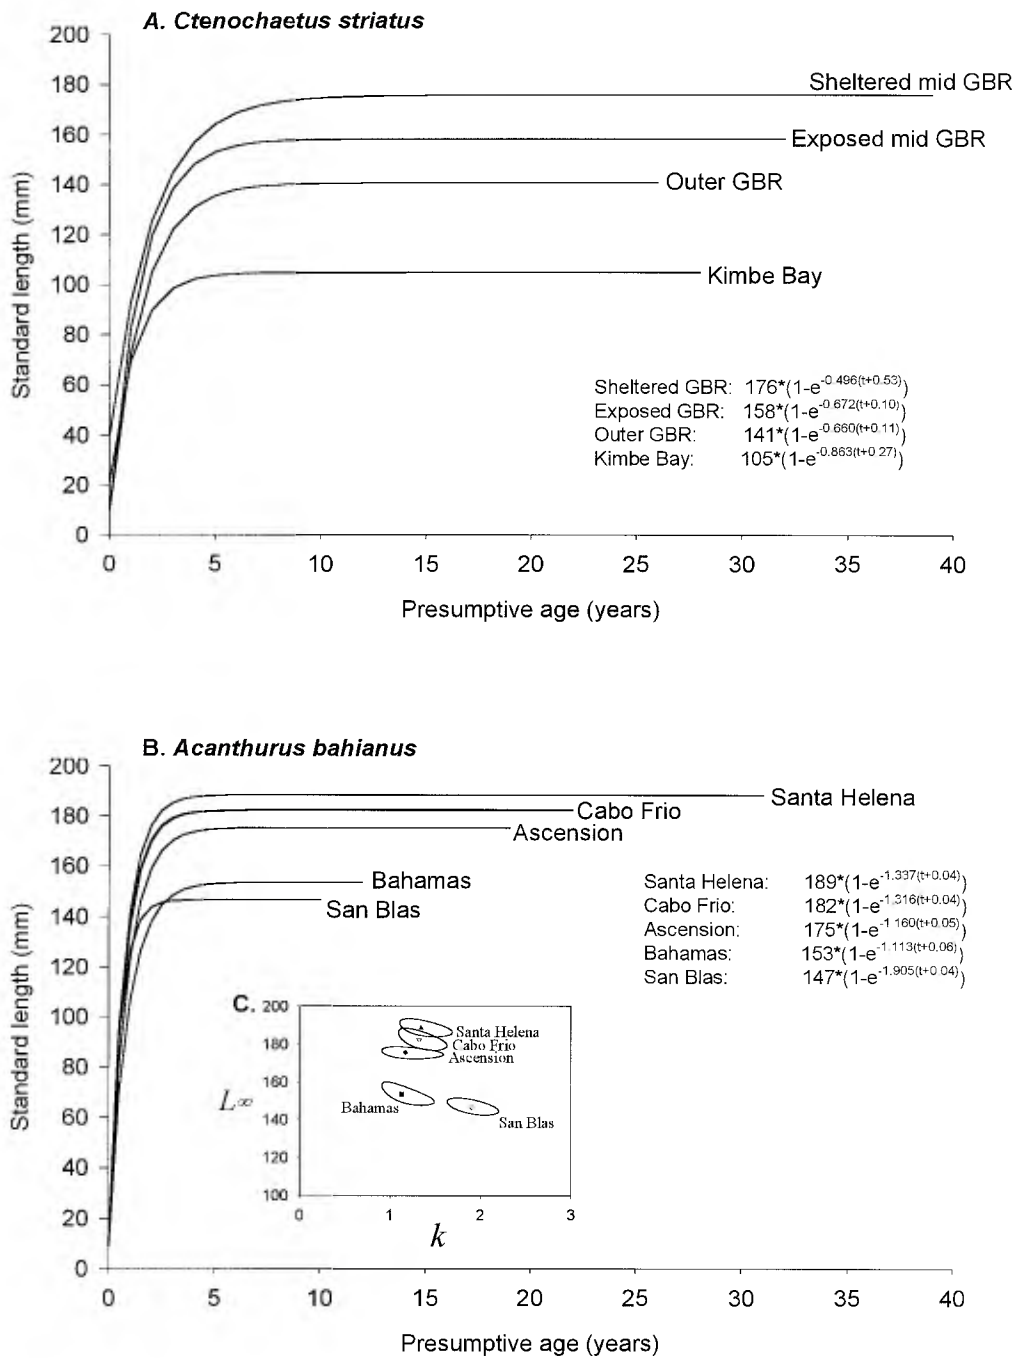 A. Ctenochaetus striatus
200
180
160
140
120
100
80
60
40
20
0
Standard length (mm)
Sheltered mid GBR
Exposed mid GBR
Outer GBR
Kimbe Bay
Sheltered GBR: 176*(1-e-0.496(t+0.53))
Exposed GBR: 158*(1-e-0.672(t+0.10))
Outer GBR: 141*(1-e-0.660(t+0.11))
Kimbe Bay: 105*(1-e-0.863(t+0 27))
0 5 10 15 20 25 30 35 40
Presumptive age (years)
B. Acanthurus bahianus
200
180
160
140
120
100
80
60
40
20
0
Standard length (mm)
Santa Helena
Cabo Frio
Ascension
Bahamas
San Blas
Santa Helena: 189*(1-e-1.337(t+0.04))
Cabo Frio: 182*(1-e-1.316(t+0.04))
Ascension: 175*(1-e-1 160(t+0.05))
Bahamas: 153*(1-e-1.113(t+0.06))
San Blas: 147*(1-e-1.905(t+0 04))
C.
200
180
160
140
120
100
L∞
Santa Helena
Cabo Frio
Ascension
Bahamas
San Blas
0 1 2 3
k
0 5 10 15 20 25 30 35 40
Presumptive age (years)